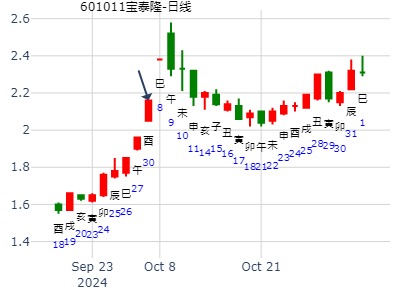 601011宝泰隆-日线
2.6
2.4
2.2
2
1.8
1.6
1.4
酉
18
戌
19
亥
20
寅
23
卯
24
辰
25
巳
26
午
27
酉
30
巳
8
午
9
未
10
申
11
亥
14
子
15
丑
16
寅
17
卯
18
午
21
未
22
申
23
酉
24
戌
25
丑
28
寅
29
卯
30
辰
31
巳
1
Sep 23
2024
Oct 8
Oct 21